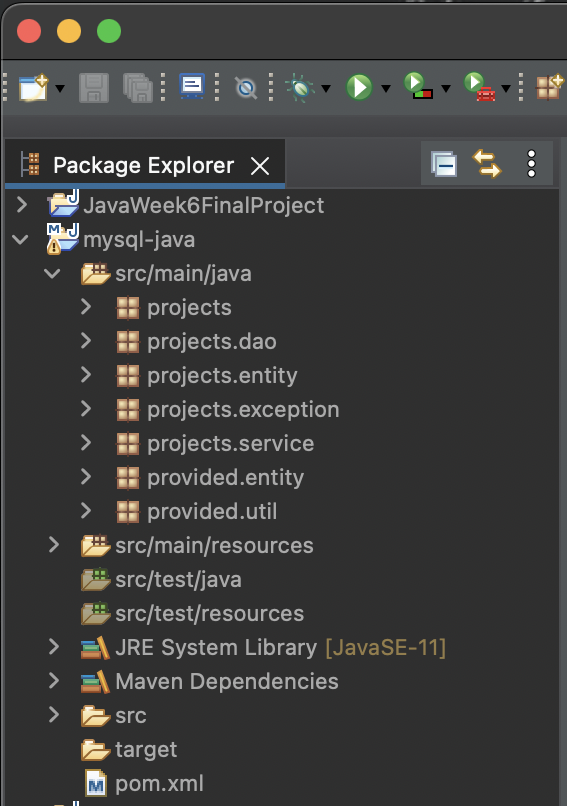 Package Explorer
JavaWeek6FinalProject
mysql-java
src/main/java
projects
projects.dao
projects.entity
projects.exception
projects.service
provided.entity
provided.util
src/main/resources
src/test/java
src/test/resources
JRE System Library [JavaSE-11]
Maven Dependencies
src
target
pom.xml